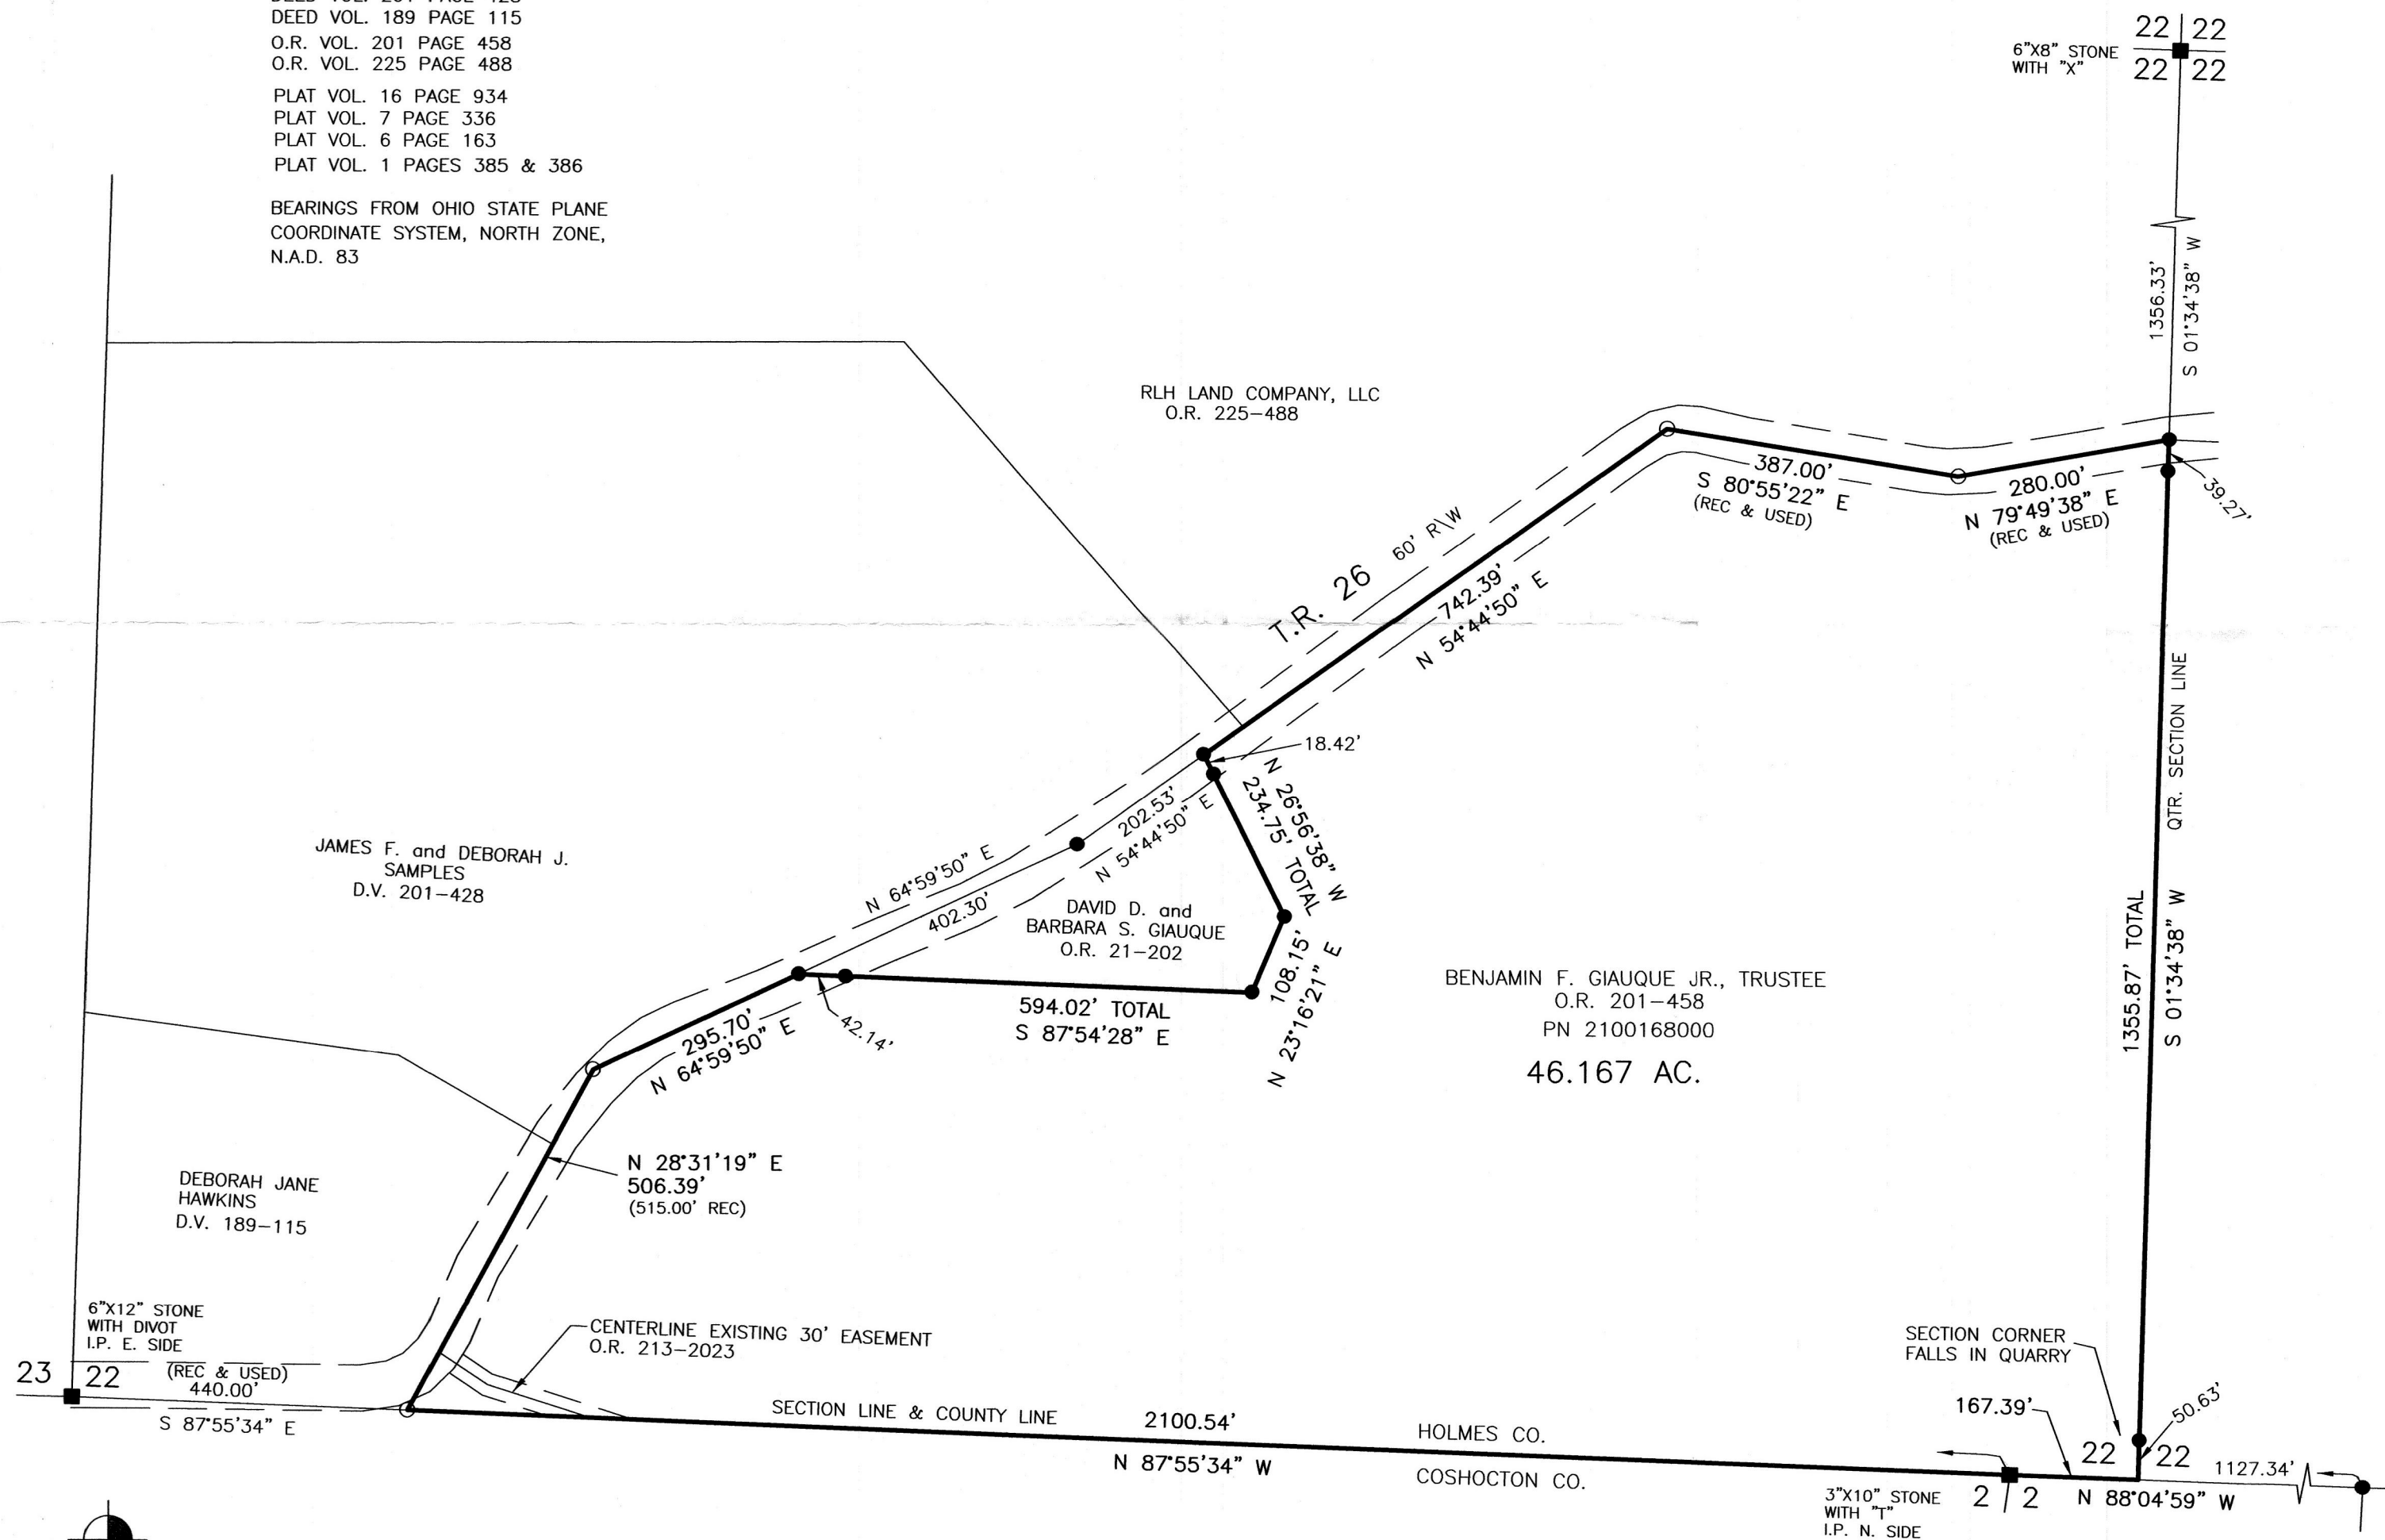 DEED VOL. 189 PAGE 115
O.R. VOL. 201 PAGE 458
O.R. VOL. 225 PAGE 488
PLAT VOL. 16 PAGE 934
PLAT VOL. 7 PAGE 336
PLAT VOL. 6 PAGE 163
PLAT VOL. 1 PAGES 385 & 386
BEARINGS FROM OHIO STATE PLANE
COORDINATE SYSTEM, NORTH ZONE,
N.A.D. 83
22 22
6"X8" STONE
WITH "X"
22 22
1356.33'
S 01°34'38" W
RLH LAND COMPANY, LLC
O.R. 225-488
387.00'
S 80°55'22" E
(REC & USED)
280.00'
N 79°49'38" E
(REC & USED)
39.27'
T.R. 26
60' R\W
742.39'
N 54°44'50" E
18.42'
N 26°56'38" W
234.75' TOTAL
202.53'
N 54°44'50" E
N 64°59'50" E
402.30'
JAMES F. and DEBORAH J.
SAMPLES
D.V. 201-428
DAVID D. and
BARBARA S. GIAUQUE
O.R. 21-202
108.15'
N 23°16'21" E
594.02' TOTAL
S 87°54'28" E
42.14'
295.70'
N 64°59'50" E
BENJAMIN F. GIAUQUE JR., TRUSTEE
O.R. 201-458
PN 2100168000
46.167 AC.
QTR. SECTION LINE
1355.87' TOTAL
S 01°34'38" W
N 28°31'19" E
506.39'
(515.00' REC)
DEBORAH JANE
HAWKINS
D.V. 189-115
6"X12" STONE
WITH DIVOT
I.P. E. SIDE
23 22
(REC & USED)
440.00'
S 87°55'34" E
CENTERLINE EXISTING 30' EASEMENT
O.R. 213-2023
SECTION LINE & COUNTY LINE
2100.54'
N 87°55'34" W
HOLMES CO.
COSHOCTON CO.
SECTION CORNER
FALLS IN QUARRY
167.39'
50.63'
22 22
1127.34'
3"X10" STONE
WITH "T"
I.P. N. SIDE
2 2
N 88°04'59" W